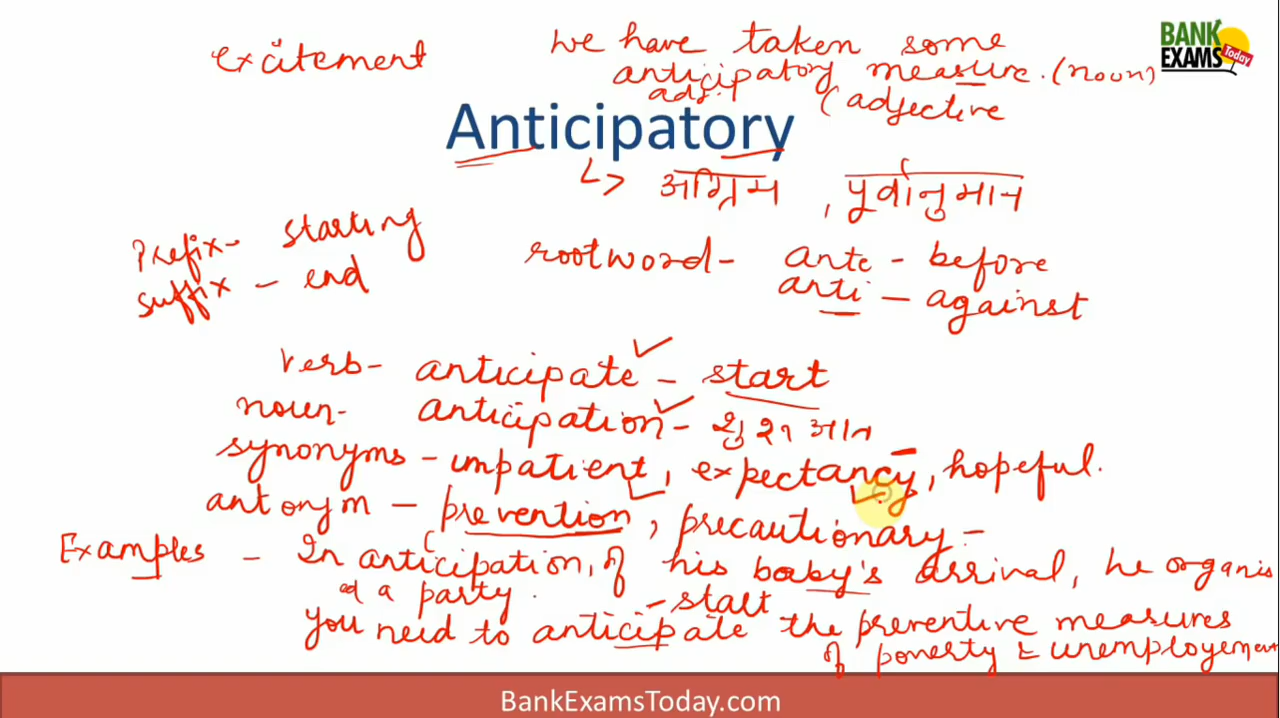 excitement
we have taken some
anticipatory measure. (noun)
adj. (adjective
BANK
EXAMS
Today
Anticipatory
अग्रिम , पुर्वानुमान
Prefix- starting
suffix - end
rootword - ante - before
anti - against
verb- anticipate - start
noun- anticipation - शुरुआत
synonyms - impatient, expectancy, hopeful.
antonym - prevention, precautionary -
Examples - In anticipation, of his baby's arrival, he organis
ed a party.
- start
You need to anticipate the preventive measures
of poverty & unemployement
BankExamsToday.com